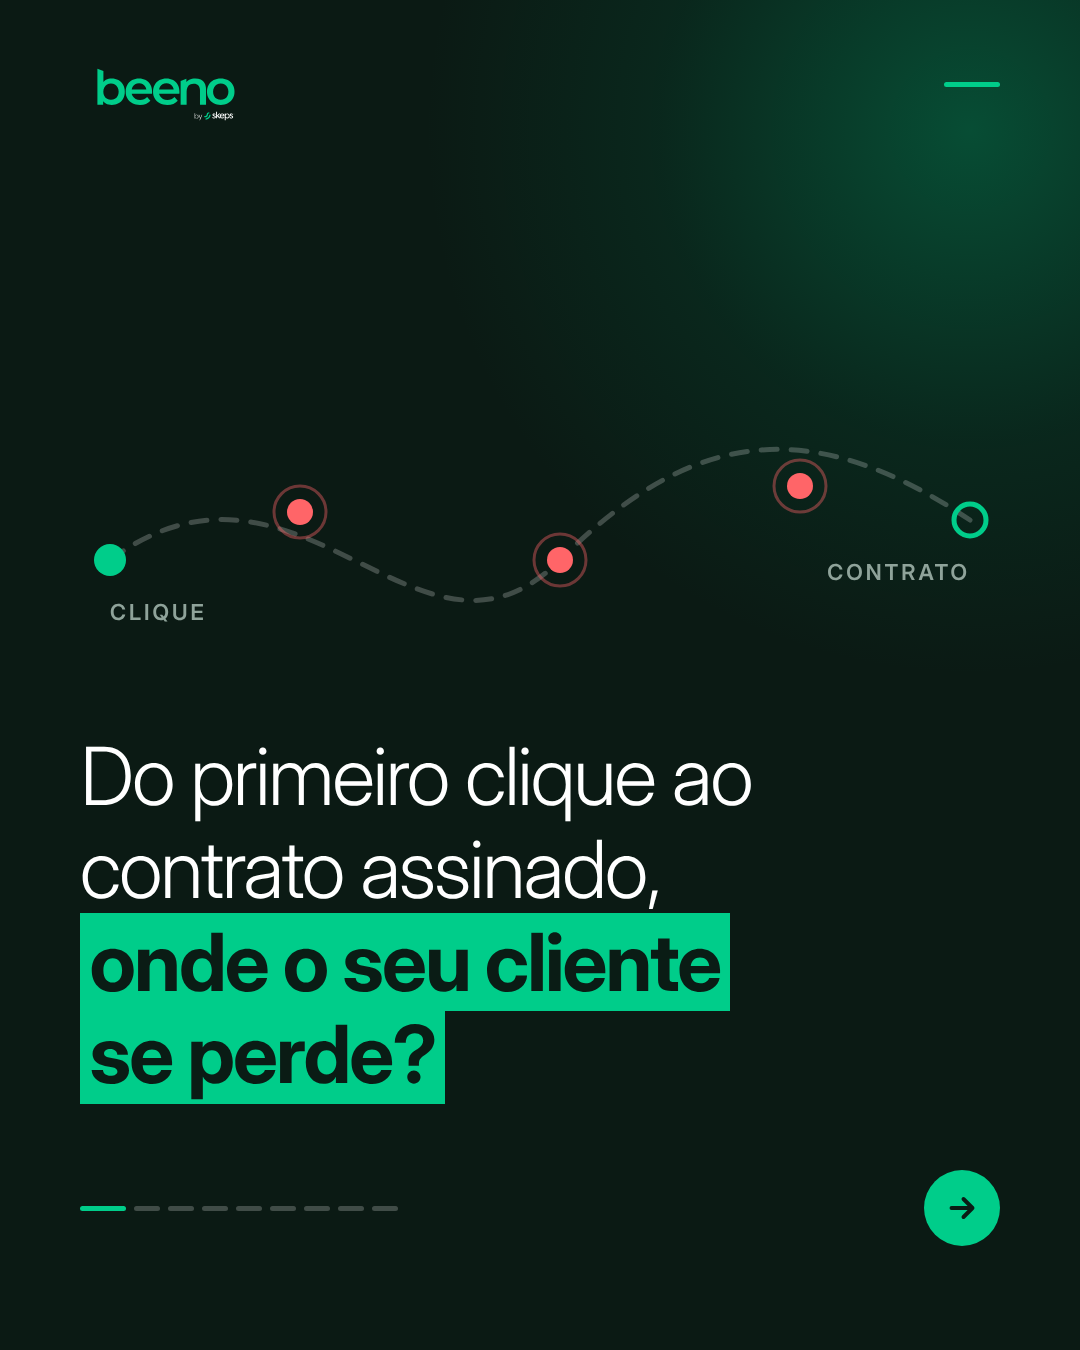 beeno
by skeps
CLIQUE
CONTRATO
Do primeiro clique ao
contrato assinado,
onde o seu cliente
se perde?